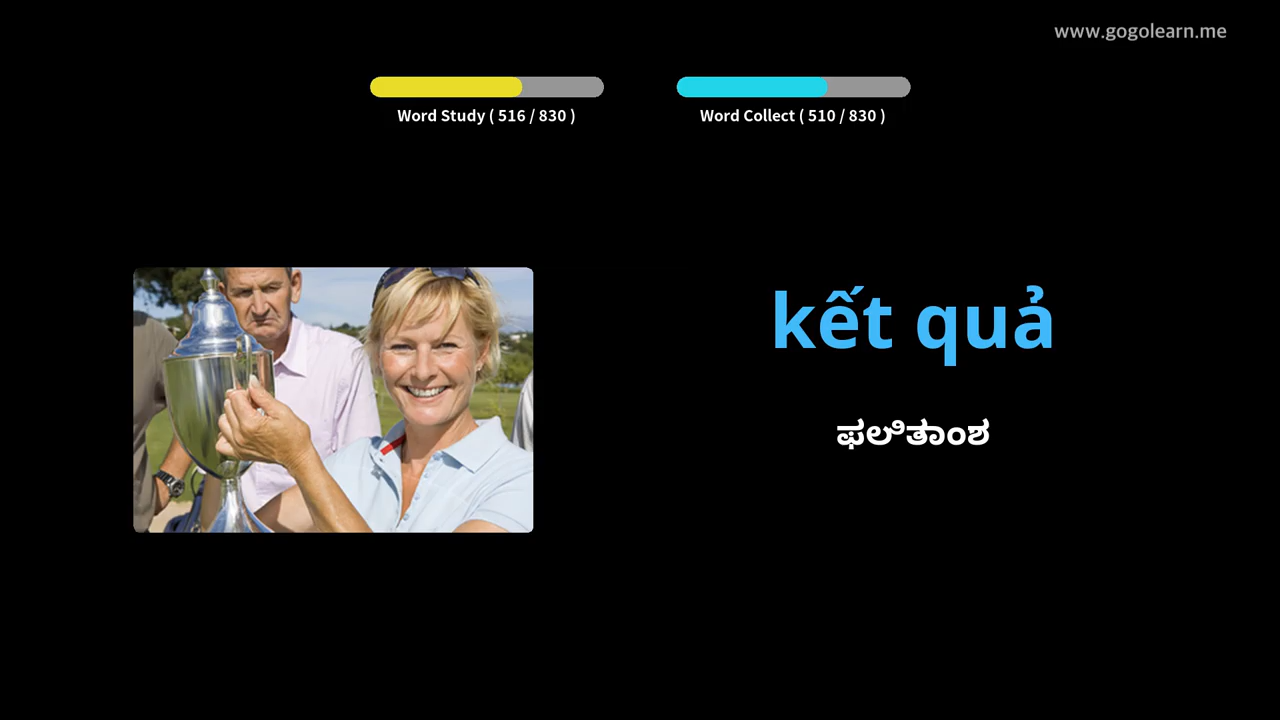 www.gogolearn.me
Word Study ( 516 / 830 )
Word Collect ( 510 / 830 )
kết quả
ಫಲಿತಾಂಶ